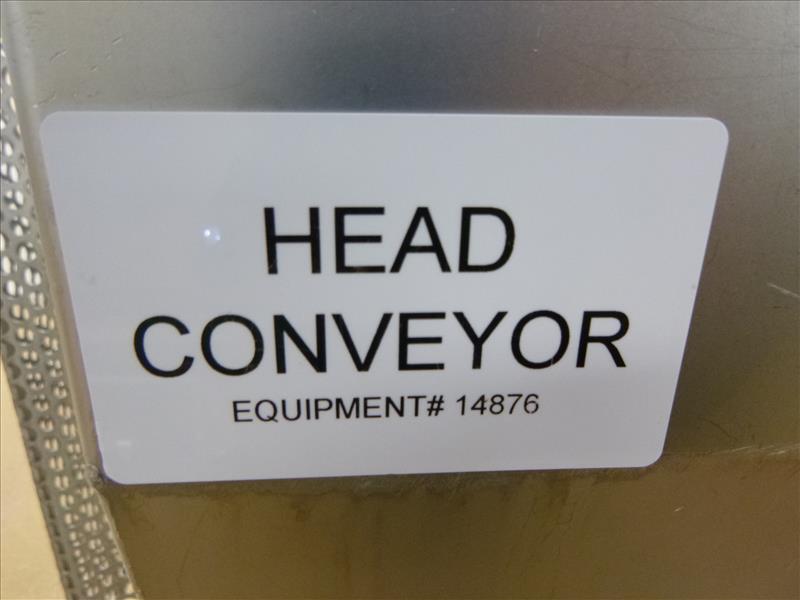 HEAD
CONVEYOR
EQUIPMENT# 14876